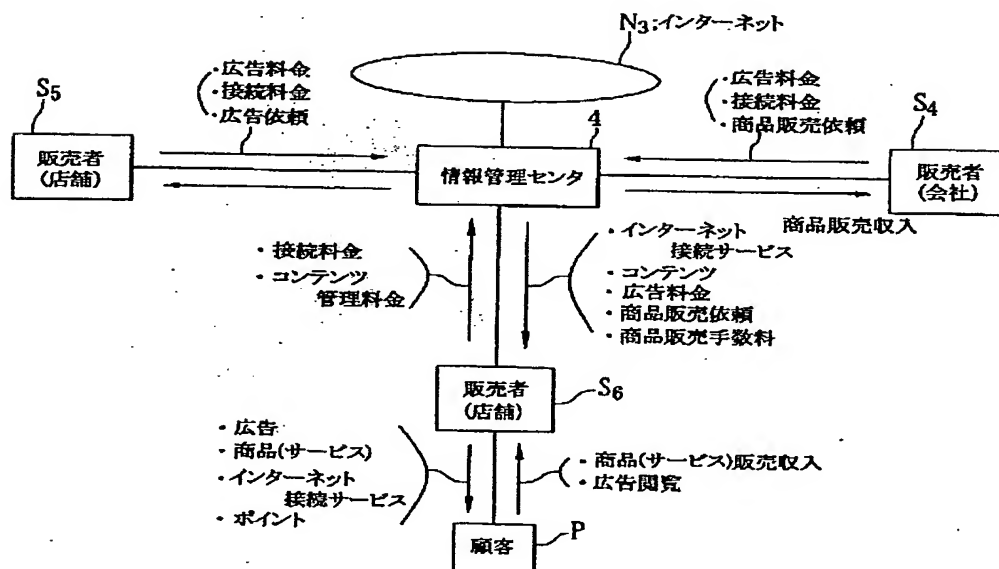 N3;インターネット
S5
・広告料金
・接続料金
・広告依頼
・広告料金
・接続料金
・商品販売依頼
S4
4
販売者
(店舗)
情報管理センタ
販売者
(会社)
商品販売収入
・接続料金
・コンテンツ
管理料金
・インターネット
接続サービス
・コンテンツ
・広告料金
・商品販売依頼
・商品販売手数料
販売者
(店舗)
S6
・広告
・商品(サービス)
・インターネット
接続サービス
・ポイント
・商品(サービス)販売収入
・広告閲覧
顧客
P